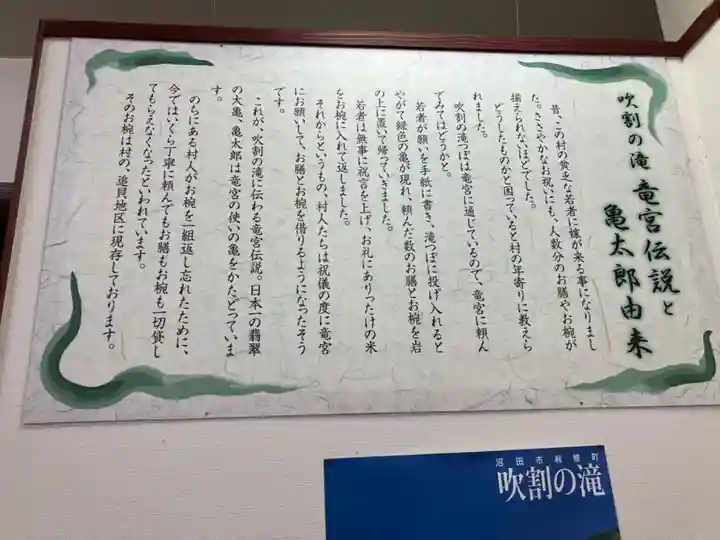 吹割の滝 竜宮伝説と
亀太郎由来
昔、この村の貧乏な若者に嫁が来る事になりまし
た。ささやかなお祝いにも、人数分のお膳や、お椀が
揃えられないほどでした。
どうしたものかと困っていると村の年寄りに教えら
れました。
吹割の滝つぼは竜宮に通じているので、竜宮に頼ん
でみてはどうかと。
若者が願いを手紙に書き、滝つぼに投げ入れると
やがて緑色の亀が現れ、頼んだ数のお膳とお椀を岩
の上に置いて帰っていきました。
若者は無事に祝言を上げ、お礼にありったけの米
をお椀に入れて返しました。
それからというもの、村人たちは祝儀の度に竜宮
にお願いして、お膳とお椀を借りるようになったそう
です。
これが、吹割の滝に伝わる竜宮伝説。日本一の翡翠
の大亀、亀太郎は竜宮の使いの亀をかたどっていま
す。
のちにある村人がお椀を一組返し忘れたために、
今ではいくら丁寧に頼んでもお膳もお椀も一切貸し
てもらえなくなったといわれています。
そのお椀は村の、追貝地区に現存しております。
沼田市利根町
吹割の滝